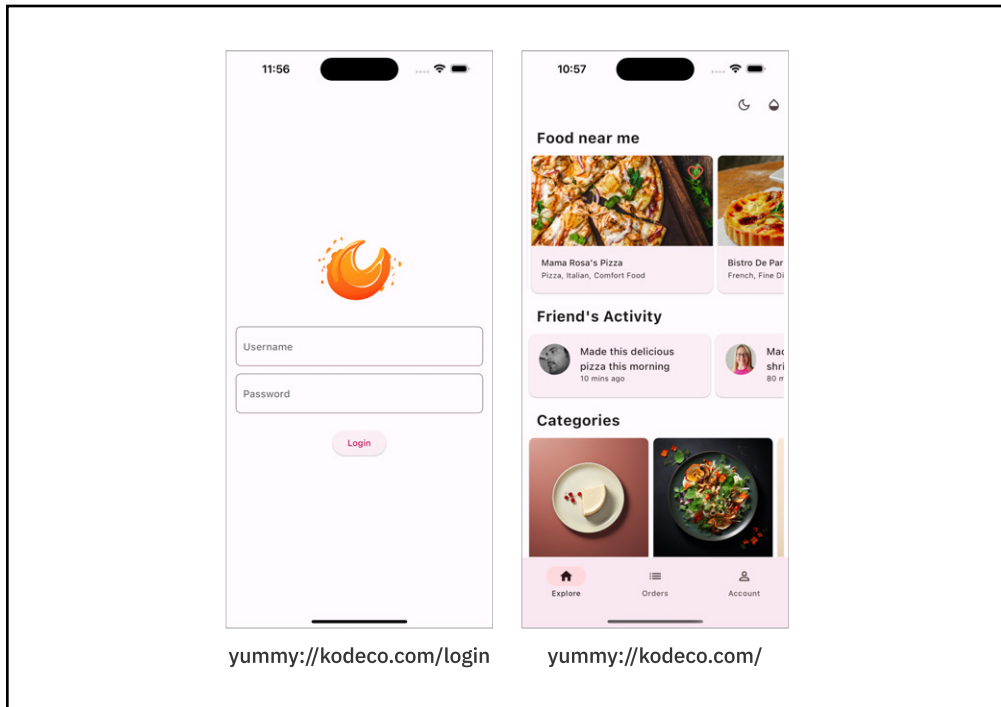 11:56
Username
Password
Login
yummy://kodeco.com/login
10:57
Food near me
Mama Rosa's Pizza
Pizza, Italian, Comfort Food
Bistro De Par
French, Fine Di
Friend's Activity
Made this delicious
pizza this morning
10 mins ago
Mad
shri
80 m
Categories
Explore
Orders
Account
yummy://kodeco.com/